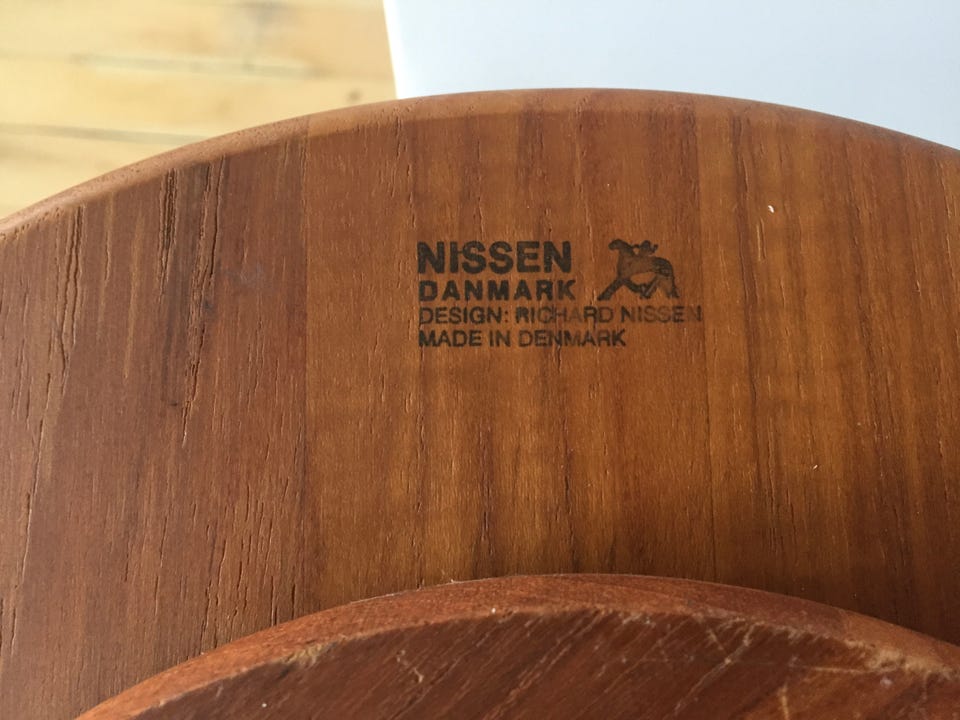 NISSEN
DANMARK
DESIGN: RICHARD NISSEN
MADE IN DENMARK